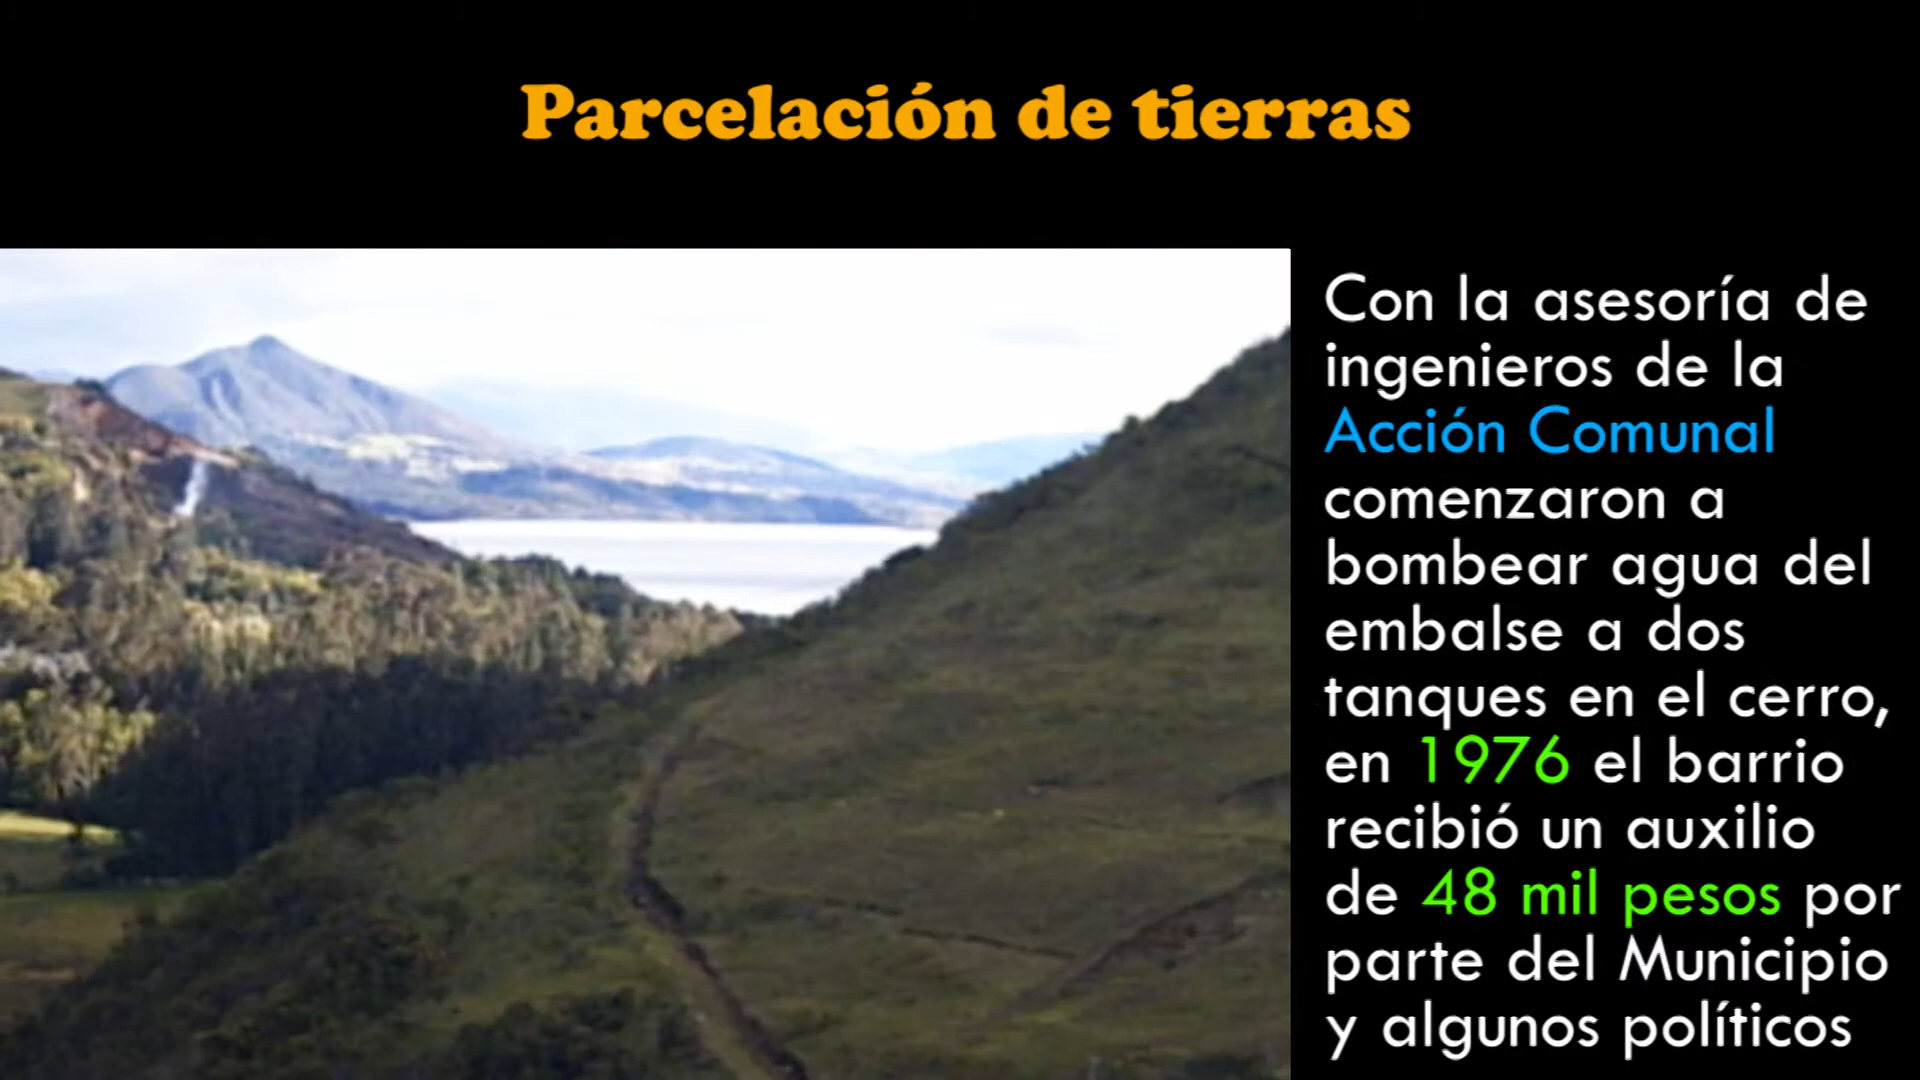 Parcelación de tierras
Con la asesoría de
ingenieros de la
Acción Comunal
comenzaron a
bombear agua del
embalse a dos
tanques en el cerro,
en 1976 el barrio
recibió un auxilio
de 48 mil pesos por
parte del Municipio
y algunos políticos